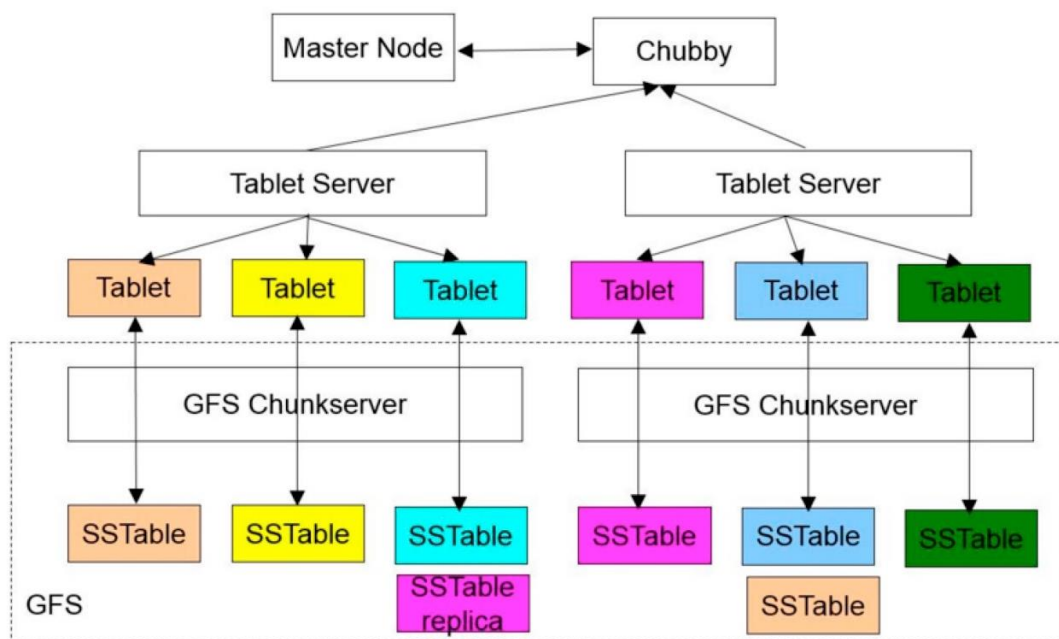 Master Node
Chubby
Tablet Server
Tablet Server
Tablet
Tablet
Tablet
Tablet
Tablet
Tablet
GFS Chunkserver
GFS Chunkserver
SSTable
SSTable
SSTable
SSTable
SSTable
SSTable
SSTable
replica
SSTable
GFS